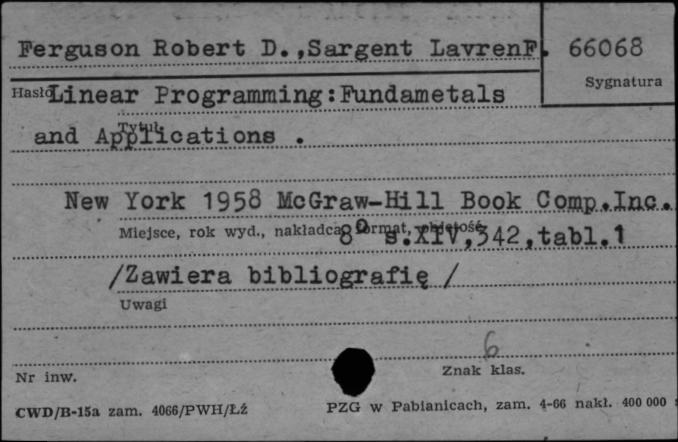 Ferguson Robert D.,Sargent LavrenF. 66068
Sygnatura
Hasło Linear Programming:Fundametals
Tytuł
and Applications .
New York 1958 McGraw-Hill Book Comp.Inc.
Miejsce, rok wyd., nakładca, format, objętość
8° s.XIV,342,tabl.1
/Zawiera bibliografię /
Uwagi
6
Nr inw. Znak klas.
CWD/B-15a zam. 4066/PWH/Łź PZG w Pabianicach, zam. 4-66 nakł. 400 000